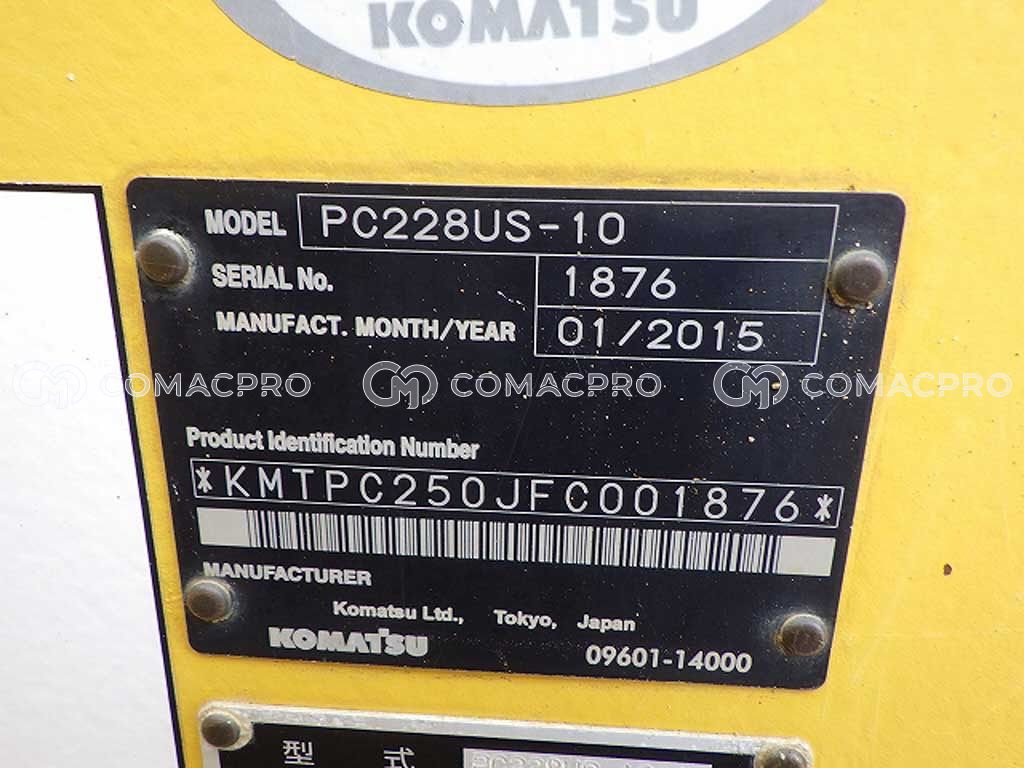 KOMATSU
MODEL PC228US-10
SERIAL No. 1876
MANUFACT. MONTH/YEAR 01/2015
COMACPRO COMACPRO COMACPRO
Product Identification Number
*KMTPC250JFC001876*
MANUFACTURER
Komatsu Ltd., Tokyo, Japan
KOMATSU 09601-14000
型 式